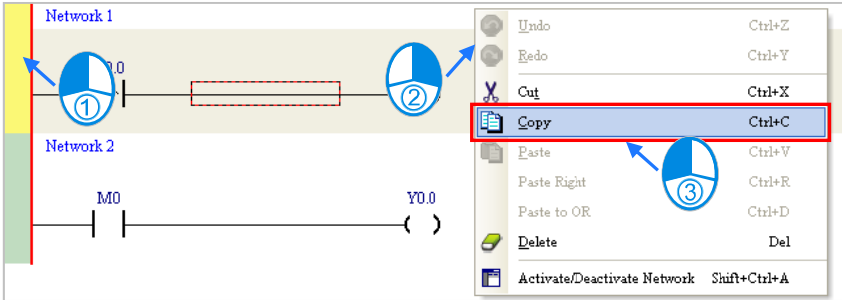 Network 1
0.0
①
②
Network 2
M0
Y0.0
Undo Ctrl+Z
Redo Ctrl+Y
Cut Ctrl+X
Copy Ctrl+C
Paste Ctrl+V
Paste Right Ctrl+R
Paste to OR Ctrl+D
Delete Del
Activate/Deactivate Network Shift+Ctrl+A
③